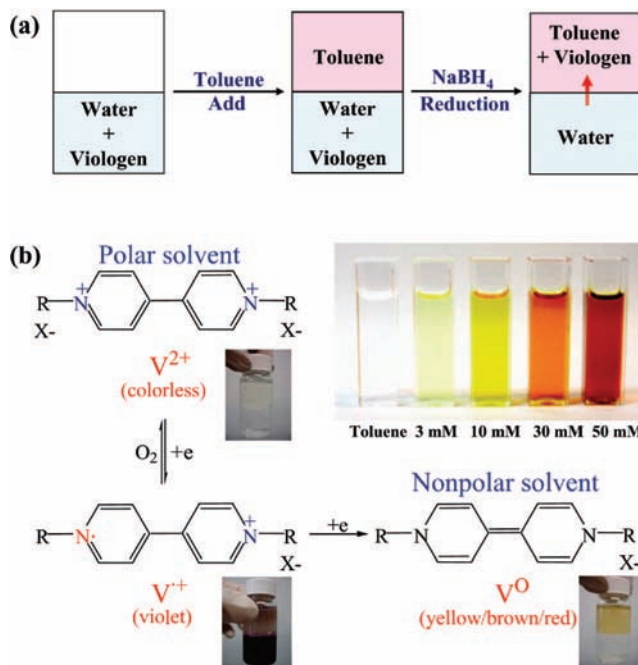 (a)
Water
+
Viologen
Toluene
Add
Toluene
Water
+
Viologen
NaBH4
Reduction
Toluene
+ Viologen
Water
(b)
Polar solvent
R N + + N R
X- X-
V2+
(colorless)
O2 +e
Toluene 3 mM 10 mM 30 mM 50 mM
R N· + N R
X-
V·+
(violet)
+e
Nonpolar solvent
R N N R
X-
VO
(yellow/brown/red)